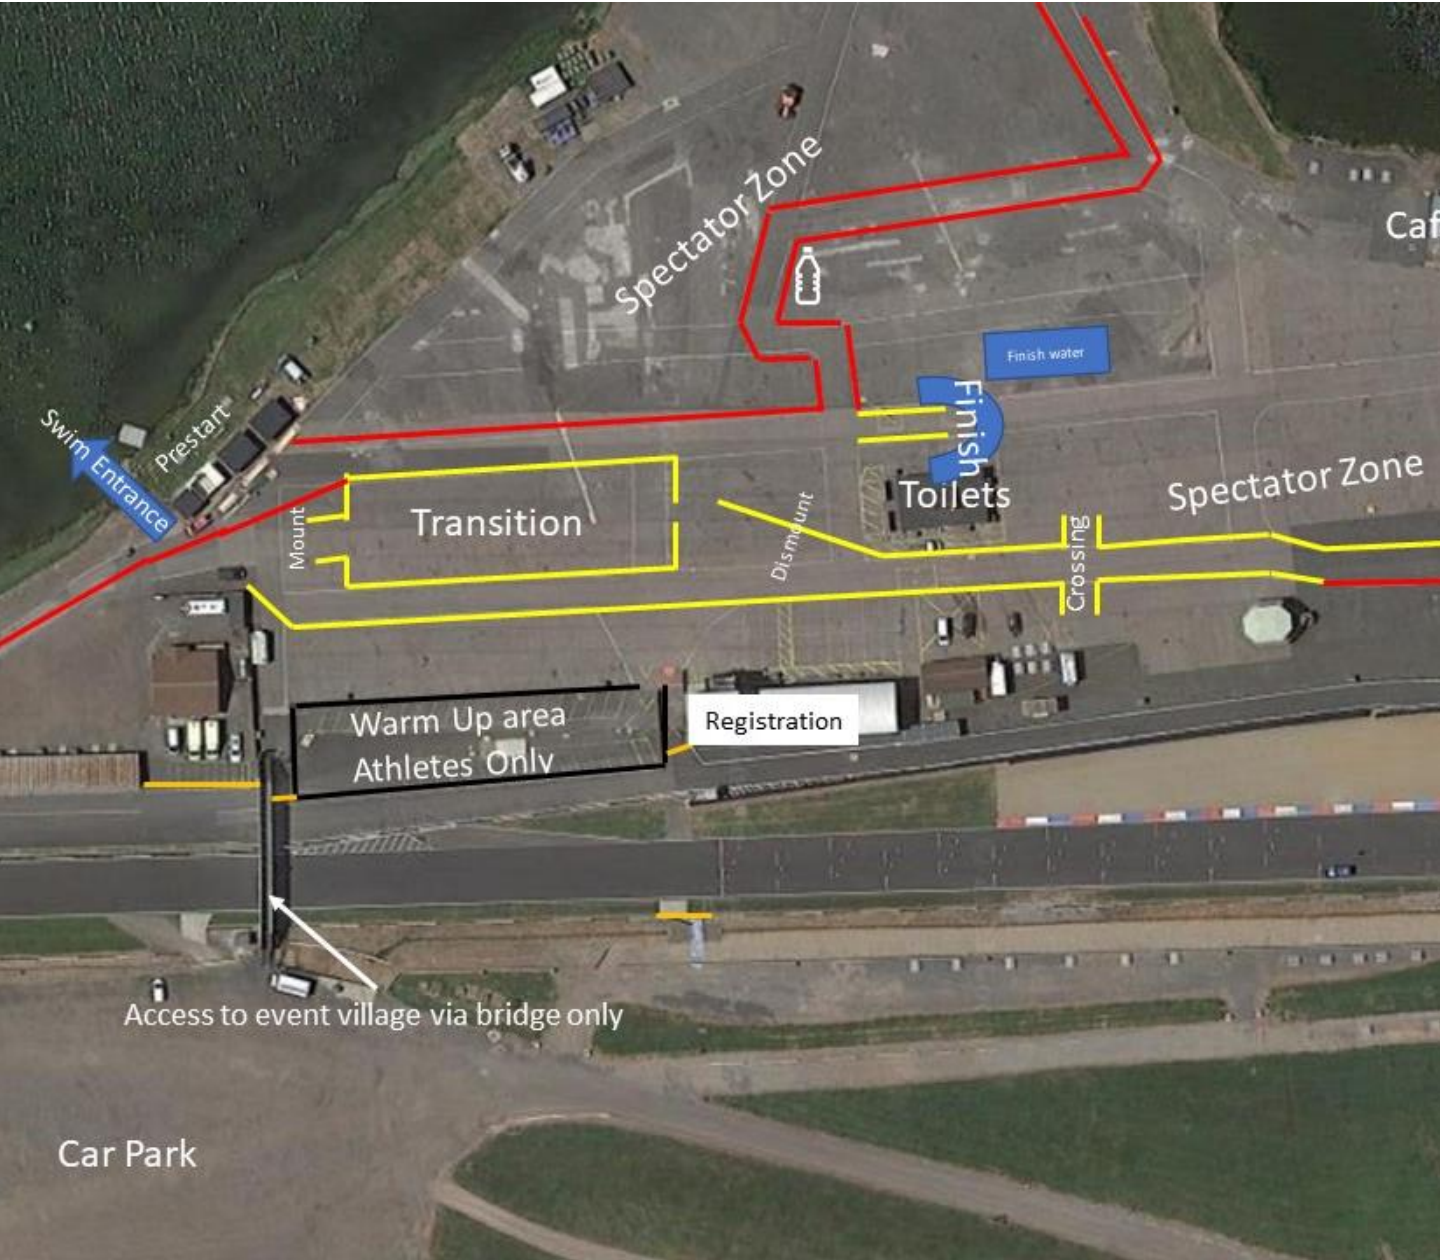 Spectator Zone
Caf
Finish water
Swim Entrance
Prestart
Finish
Spectator Zone
Toilets
Transition
Mount
Dismount
Crossing
Warm Up area
Athletes Only
Registration
Access to event village via bridge only
Car Park